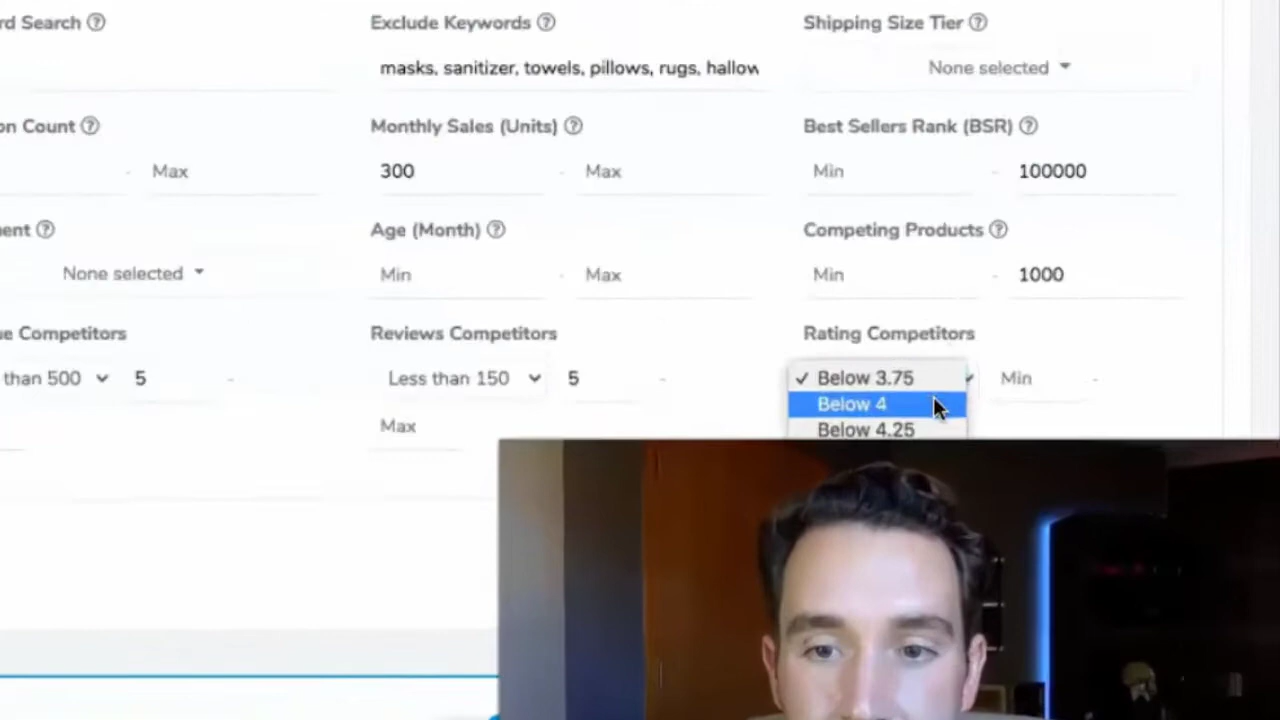 rd Search
Exclude Keywords
Shipping Size Tier
masks, sanitizer, towels, pillows, rugs, hallow
None selected
on Count
Monthly Sales (Units)
Best Sellers Rank (BSR)
- Max
300 - Max
Min - 100000
ent
Age (Month)
Competing Products
None selected
Min - Max
Min - 1000
ue Competitors
Reviews Competitors
Rating Competitors
than 500 5 -
Less than 150 5 -
✓ Below 3.75 Min -
Below 4
Max
Below 4.25